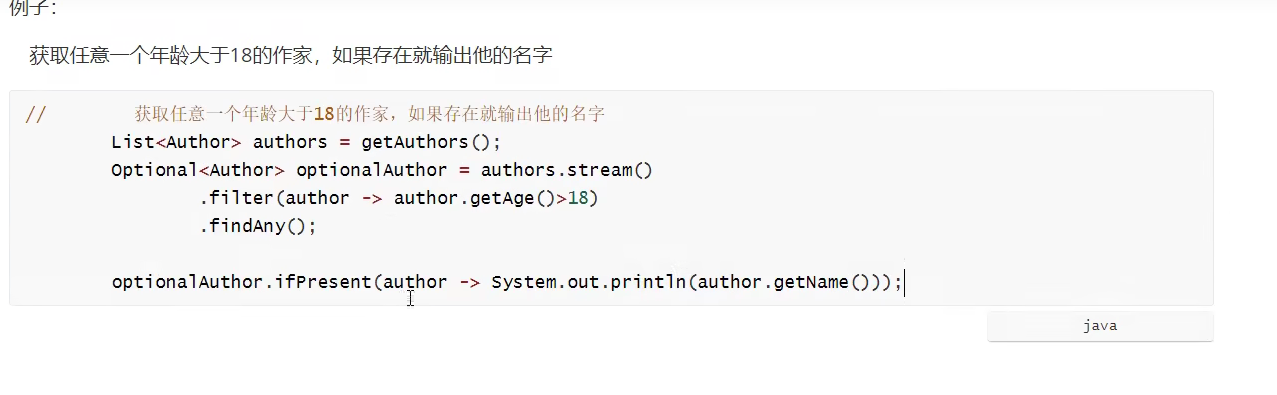 例子：
获取任意一个年龄大于18的作家，如果存在就输出他的名字
//        获取任意一个年龄大于18的作家，如果存在就输出他的名字
        List<Author> authors = getAuthors();
        Optional<Author> optionalAuthor = authors.stream()
                .filter(author -> author.getAge()>18)
                .findAny();
        optionalAuthor.ifPresent(author -> System.out.println(author.getName()));
java